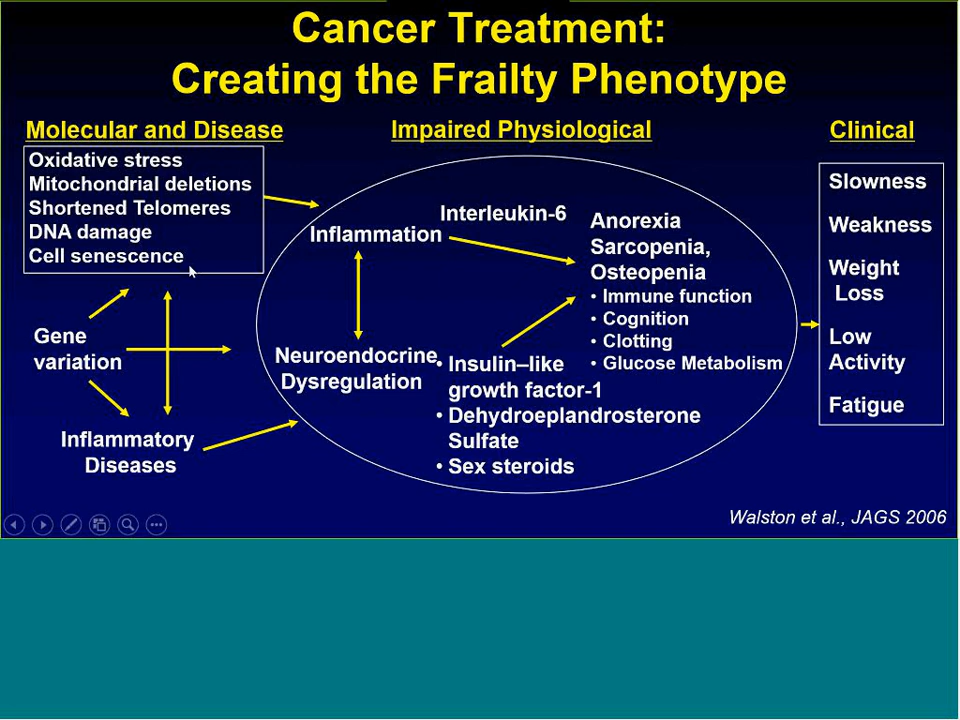 Cancer Treatment:
Creating the Frailty Phenotype
Molecular and Disease
Oxidative stress
Mitochondrial deletions
Shortened Telomeres
DNA damage
Cell senescence
Gene
variation
Inflammatory
Diseases
Impaired Physiological
Inflammation
Interleukin-6
Neuroendocrine
Dysregulation
• Insulin–like
growth factor-1
• Dehydroeplandrosterone
Sulfate
• Sex steroids
Anorexia
Sarcopenia,
Osteopenia
• Immune function
• Cognition
• Clotting
• Glucose Metabolism
Clinical
Slowness
Weakness
Weight
Loss
Low
Activity
Fatigue
Walston et al., JAGS 2006